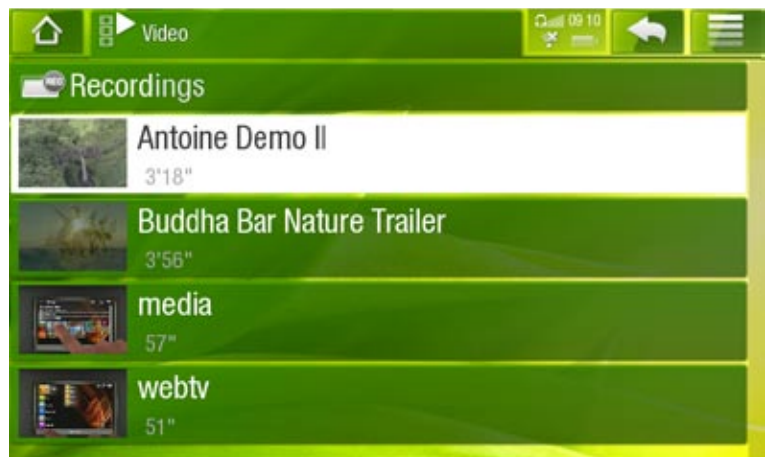 Video
09 10
REC Recordings
Antoine Demo II
3'18"
Buddha Bar Nature Trailer
3'56"
media
57"
webtv
51"